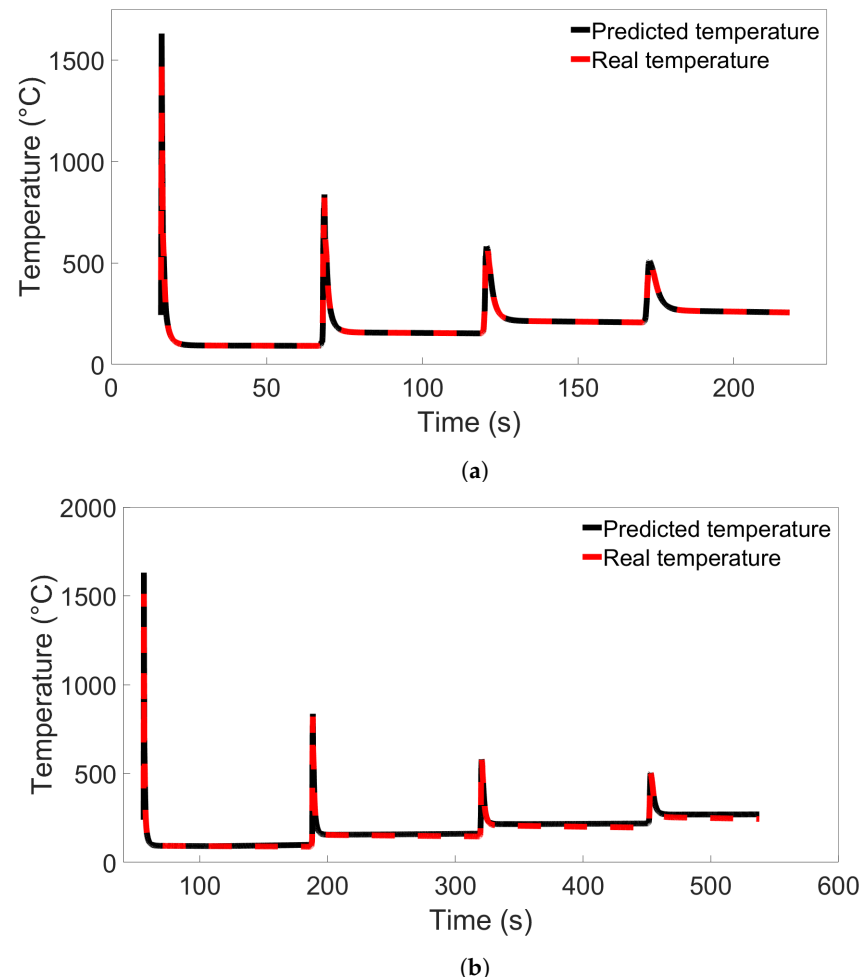 Predicted temperature
Real temperature
1500
1000
500
0
Temperature (°C)
0 50 100 150 200
Time (s)
(a)
Predicted temperature
Real temperature
2000
1500
1000
500
0
Temperature (°C)
100 200 300 400 500 600
Time (s)
(b)